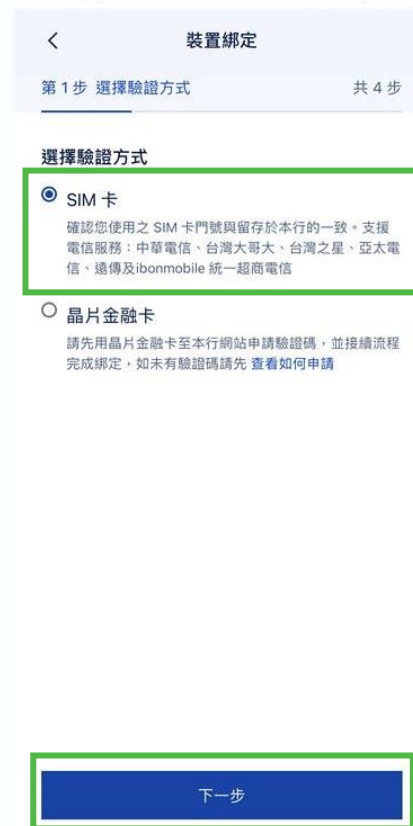 裝置綁定
第 1 步 選擇驗證方式 共 4 步
選擇驗證方式
SIM 卡
確認您使用之 SIM 卡門號與留存於本行的一致。支援
電信服務：中華電信、台灣大哥大、台灣之星、亞太電
信、遠傳及ibonmobile 統一超商電信
晶片金融卡
請先用晶片金融卡至本行網站申請驗證碼，並接續流程
完成綁定，如未有驗證碼請先 查看如何申請
下一步